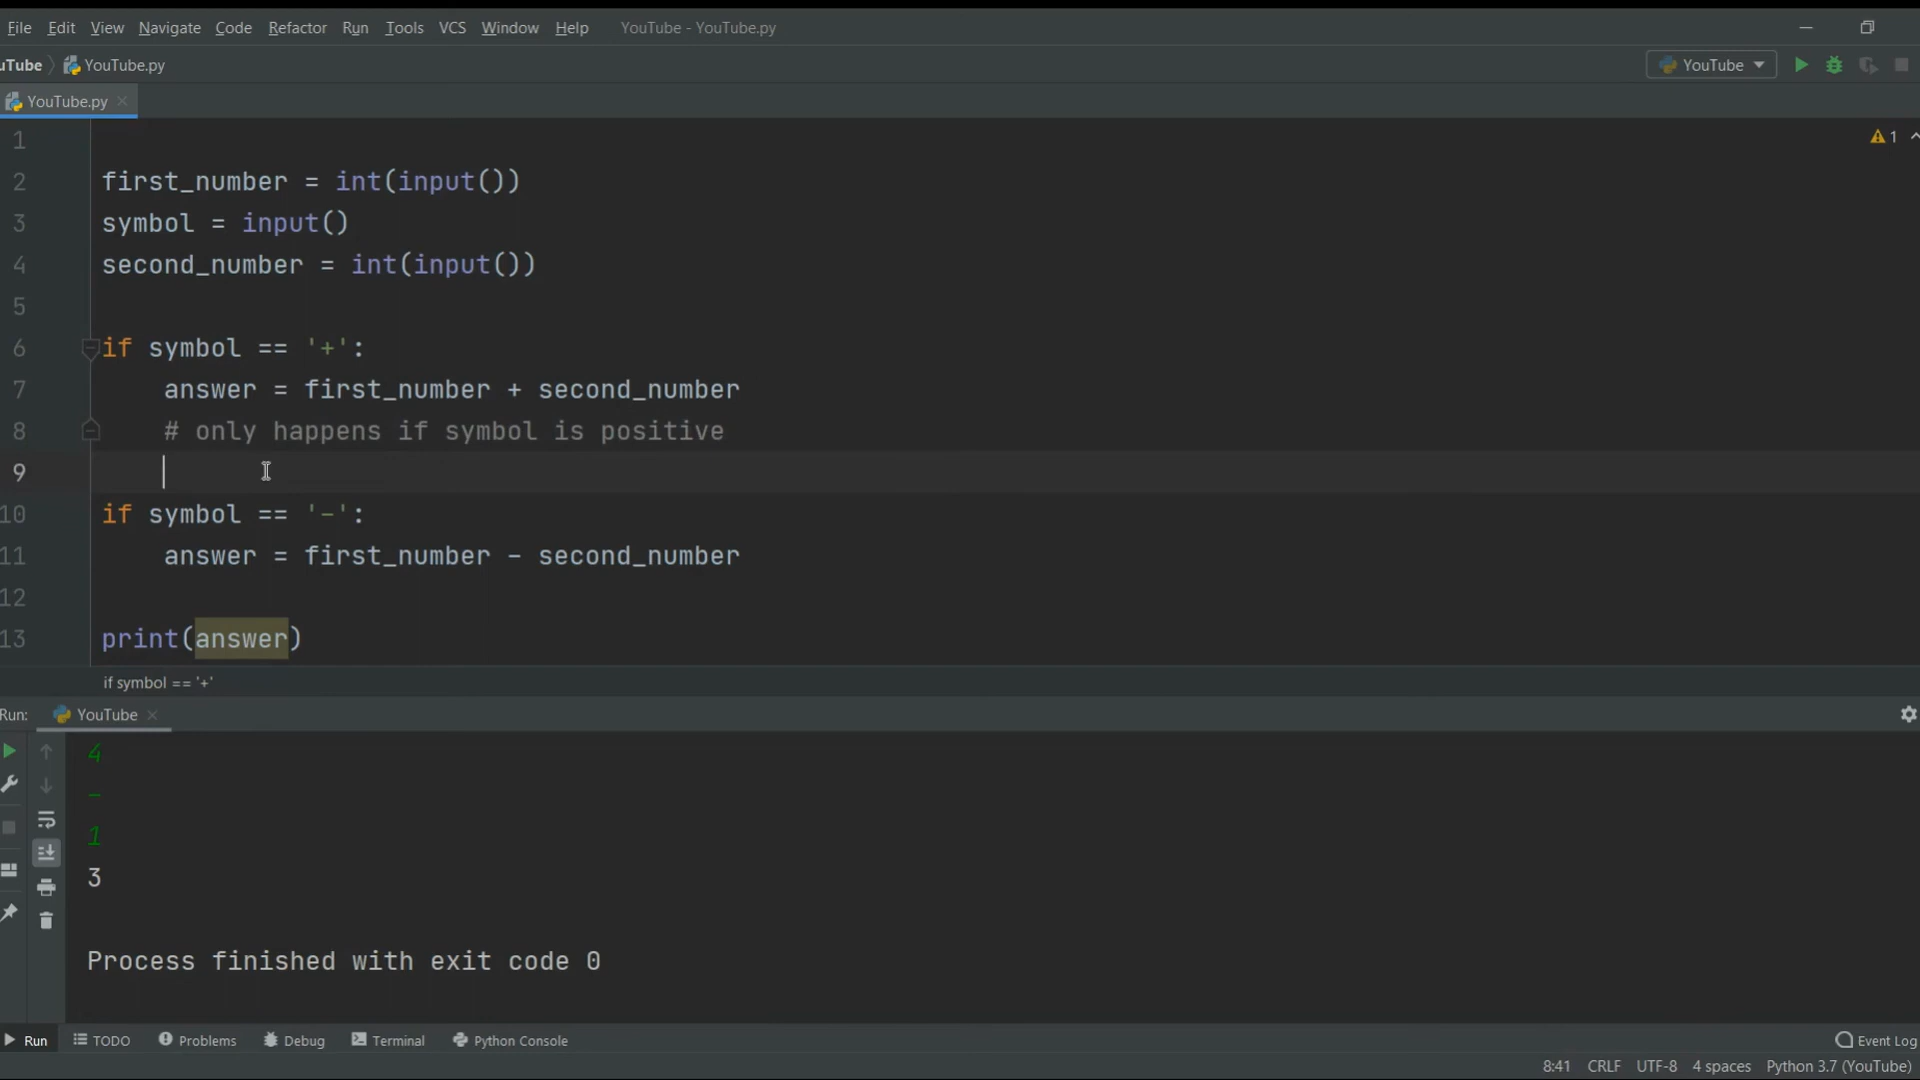 File Edit View Navigate Code Refactor Run Tools VCS Window Help YouTube - YouTube.py
uTube YouTube.py YouTube
YouTube.py
1 1
2 first_number = int(input())
3 symbol = input()
4 second_number = int(input())
5
6 if symbol == '+':
7 answer = first_number + second_number
8 # only happens if symbol is positive
9
10 if symbol == '-':
11 answer = first_number - second_number
12
13 print(answer)
if symbol == '+'
Run: YouTube
4
-
1
3
Process finished with exit code 0
Run TODO Problems Debug Terminal Python Console Event Log
8:41 CRLF UTF-8 4 spaces Python 3.7 (YouTube)